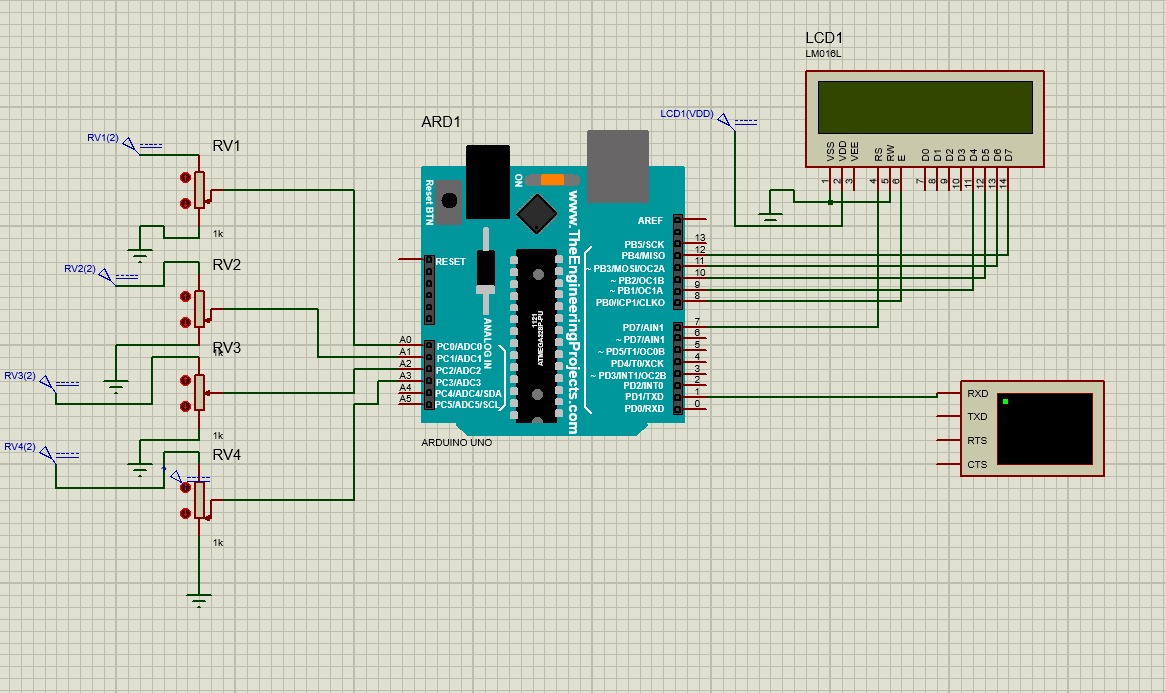 LCD1
LM016L
LCD1(VDD)
VSS
VDD
VEE
RS
RW
E
D0
D1
D2
D3
D4
D5
D6
D7
1
2
3
4
5
6
7
8
9
10
11
12
13
14
RV1(2)
RV1
1k
RV2(2)
RV2
1k
RV3(2)
RV3
1k
RV4(2)
RV4
1k
ARD1
Reset BTN
ON
www.TheEngineeringProjects.com
ANALOG IN
1121
ATMEGA328P-PU
RESET
A0 PC0/ADC0
A1 PC1/ADC1
A2 PC2/ADC2
A3 PC3/ADC3
A4 PC4/ADC4/SDA
A5 PC5/ADC5/SCL
AREF
PB5/SCK 13
PB4/MISO 12
~ PB3/MOSI/OC2A 11
~ PB2/OC1B 10
~ PB1/OC1A 9
PB0/ICP1/CLKO 8
PD7/AIN1 7
~ PD7/AIN1 6
~ PD5/T1/OC0B 5
PD4/T0/XCK 4
~ PD3/INT1/OC2B 3
PD2/INT0 2
PD1/TXD 1
PD0/RXD 0
ARDUINO UNO
RXD
TXD
RTS
CTS